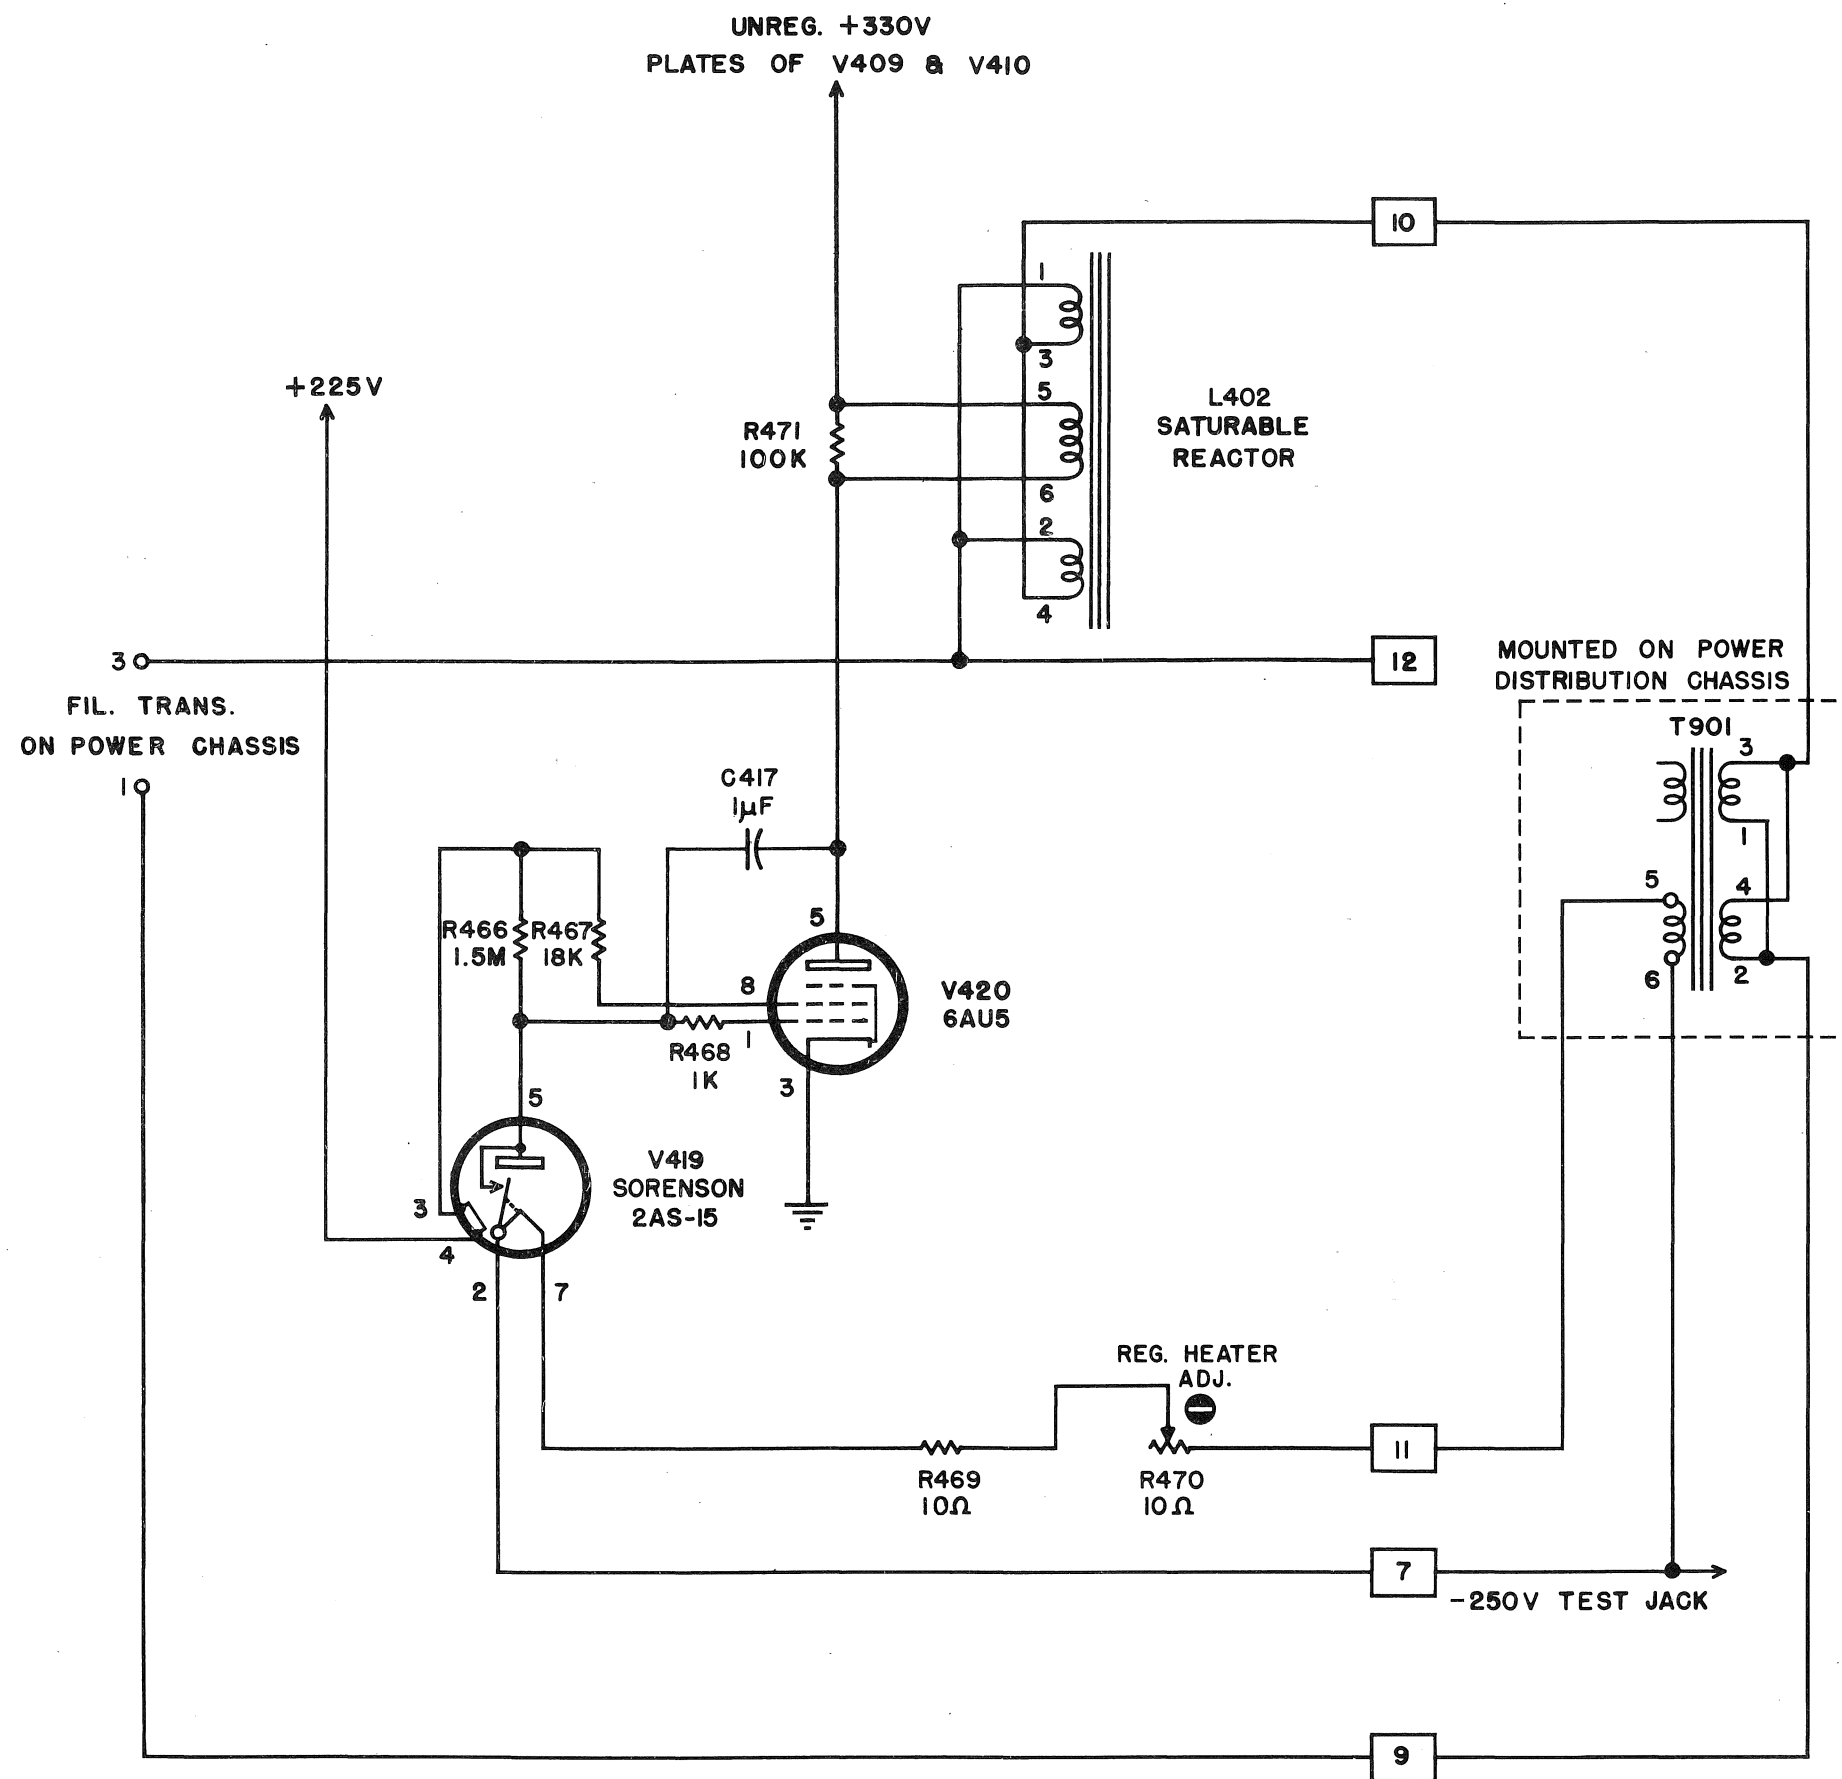 UNREG. +330V
PLATES OF V409 & V410
10
1
3
5
+225V
L402
SATURABLE
REACTOR
R471
100K
6
2
4
3
12
MOUNTED ON POWER
DISTRIBUTION CHASSIS
FIL. TRANS.
ON POWER CHASSIS
T901
3
1
C417
1µF
1
5
4
5
R466
1.5M
R467
18K
6
2
8
V420
6AU5
1
R468
1K
3
5
V419
SORENSON
2AS-15
3
4
2
7
REG. HEATER
ADJ.
11
R469
10Ω
R470
10Ω
7
-250V TEST JACK
9